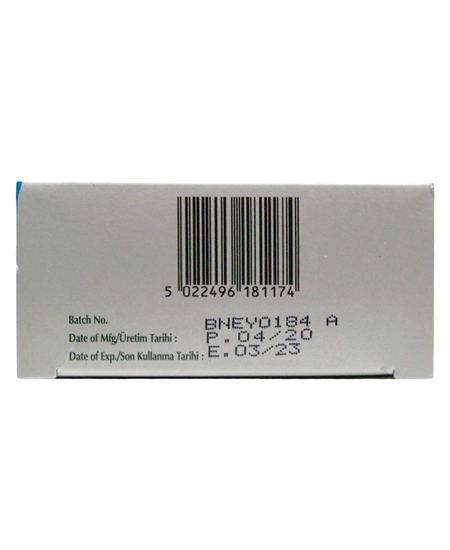 5 022496 181174
Batch No. BNEY0184 A
Date of Mfg/Üretim Tarihi : P.04/20
Date of Exp./Son Kullanma Tarihi : E.03/23